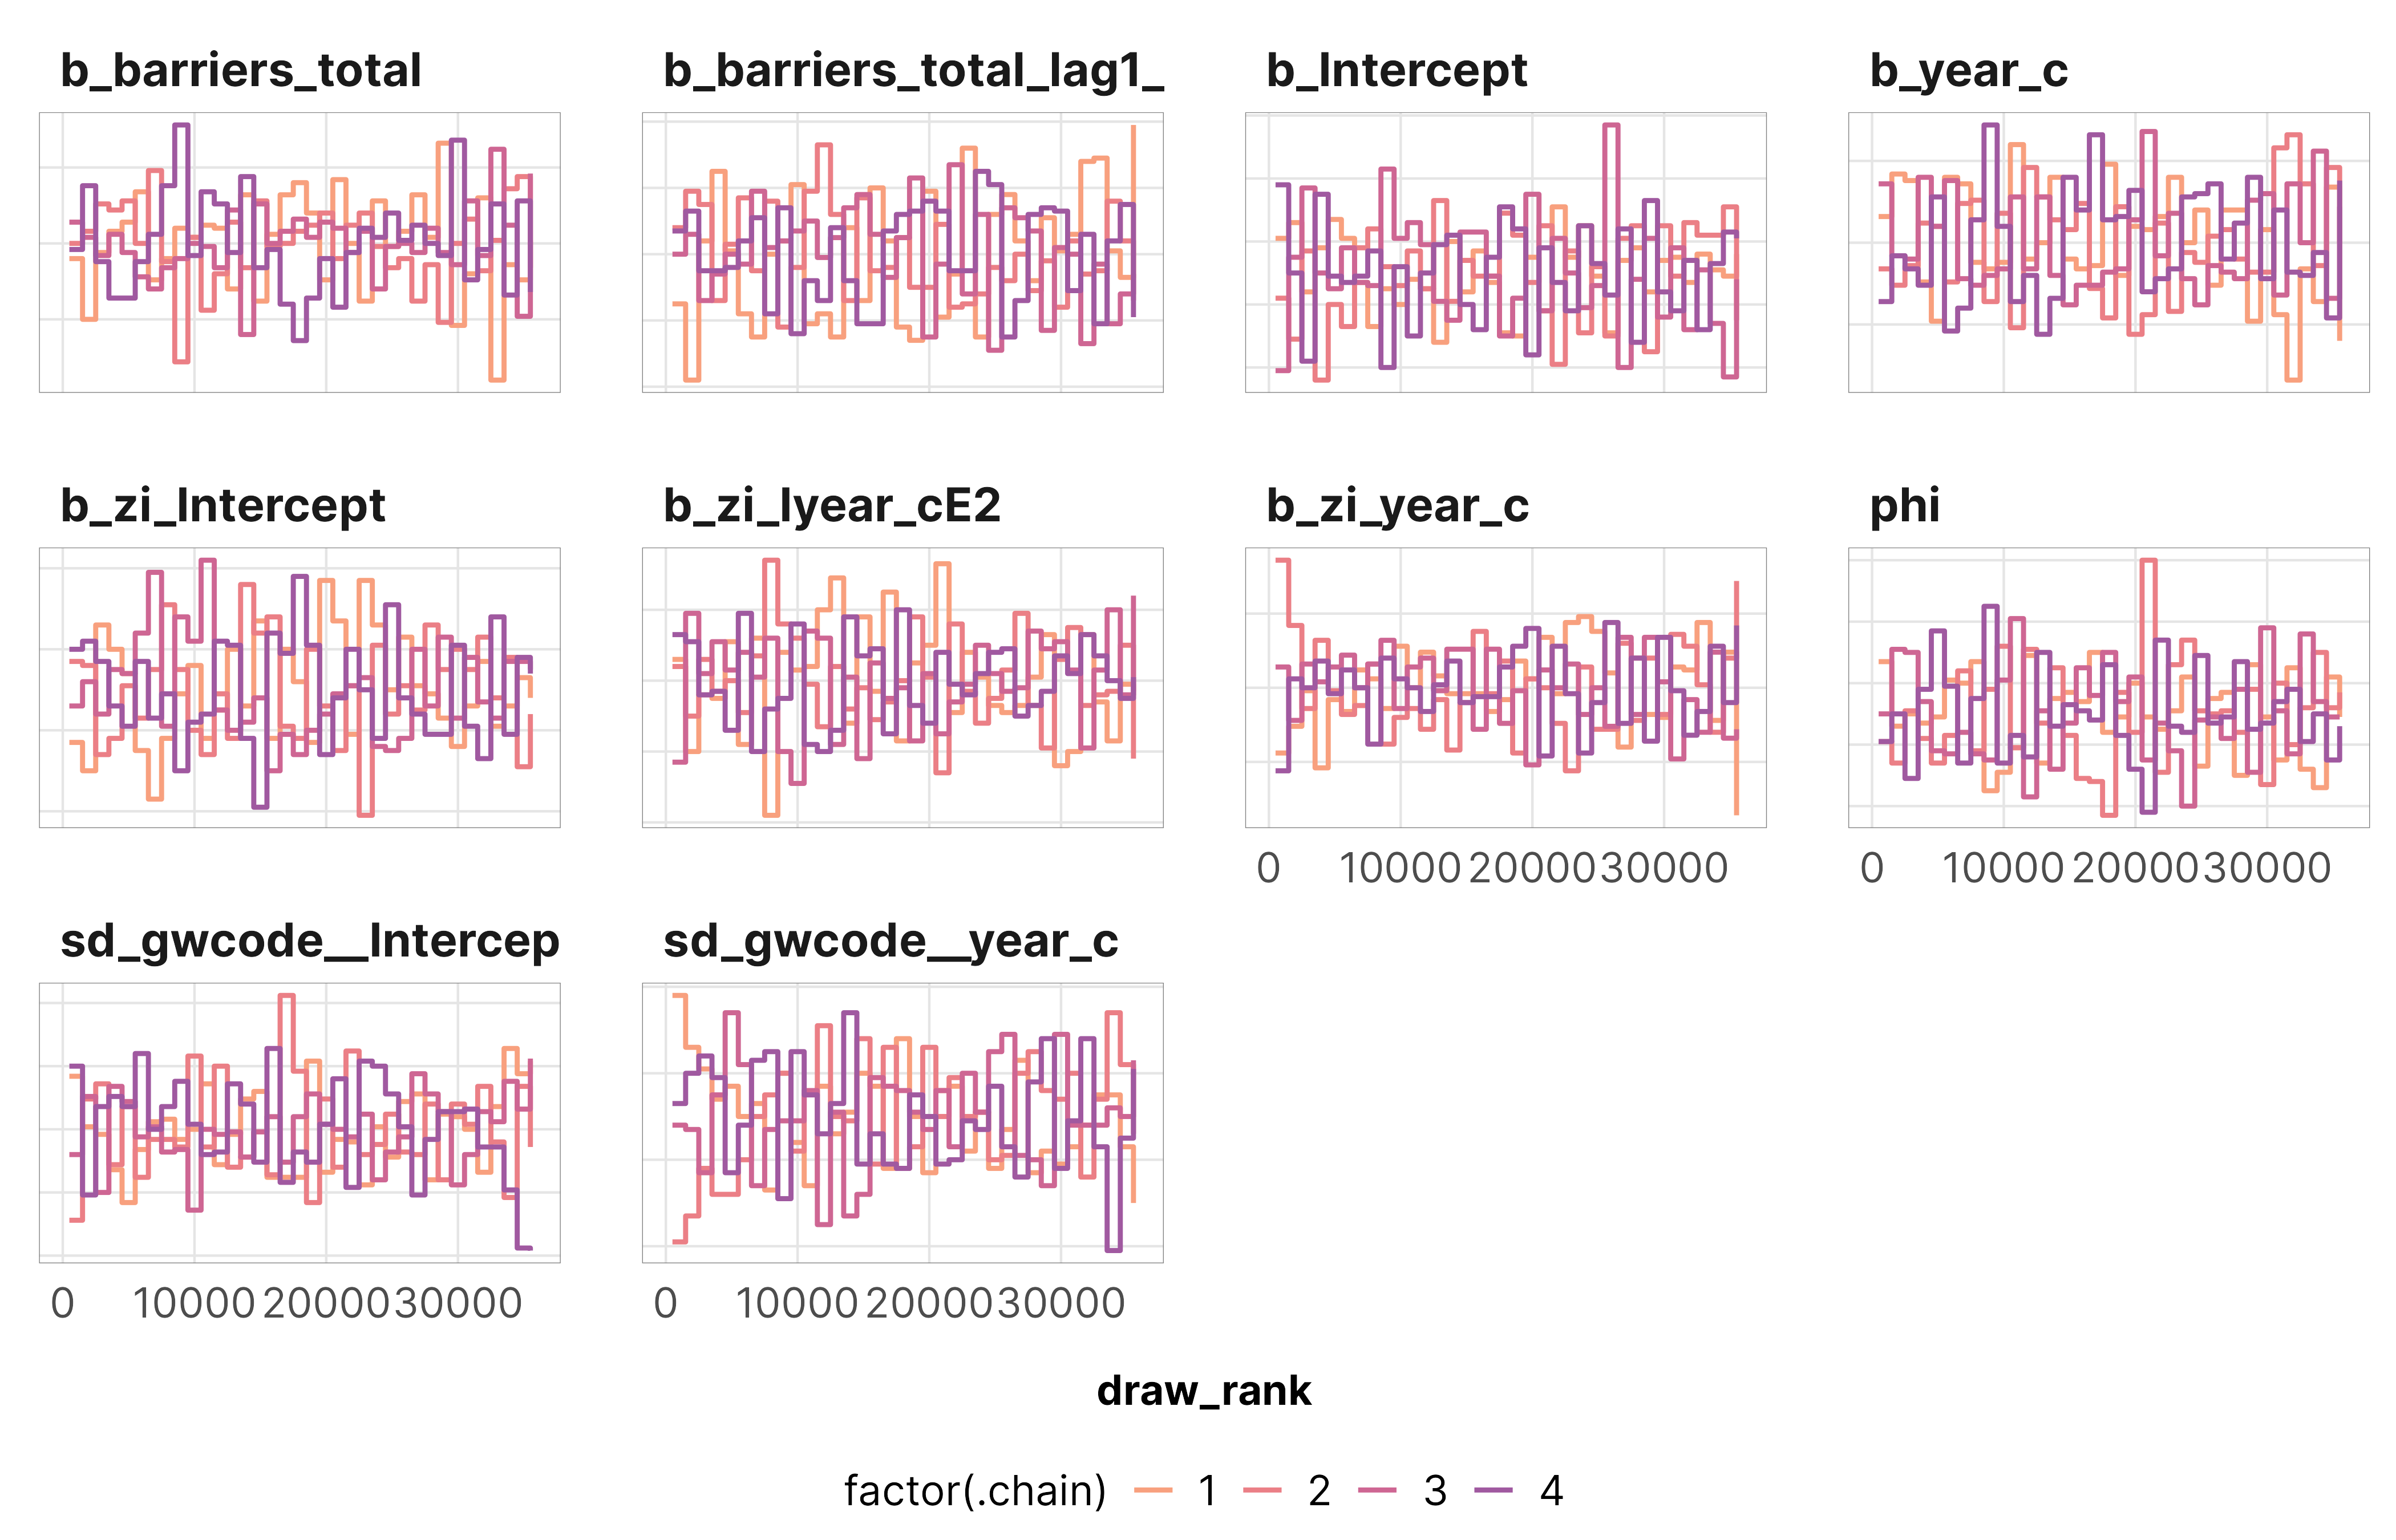 b_barriers_total b_barriers_total_lag1_ b_Intercept b_year_c
b_zi_Intercept b_zi_Iyear_cE2 b_zi_year_c phi
0 10000 20000 30000 0 10000 20000 30000
sd_gwcode__Intercep sd_gwcode__year_c
0 10000 20000 30000 0 10000 20000 30000
draw_rank
factor(.chain) 1 2 3 4